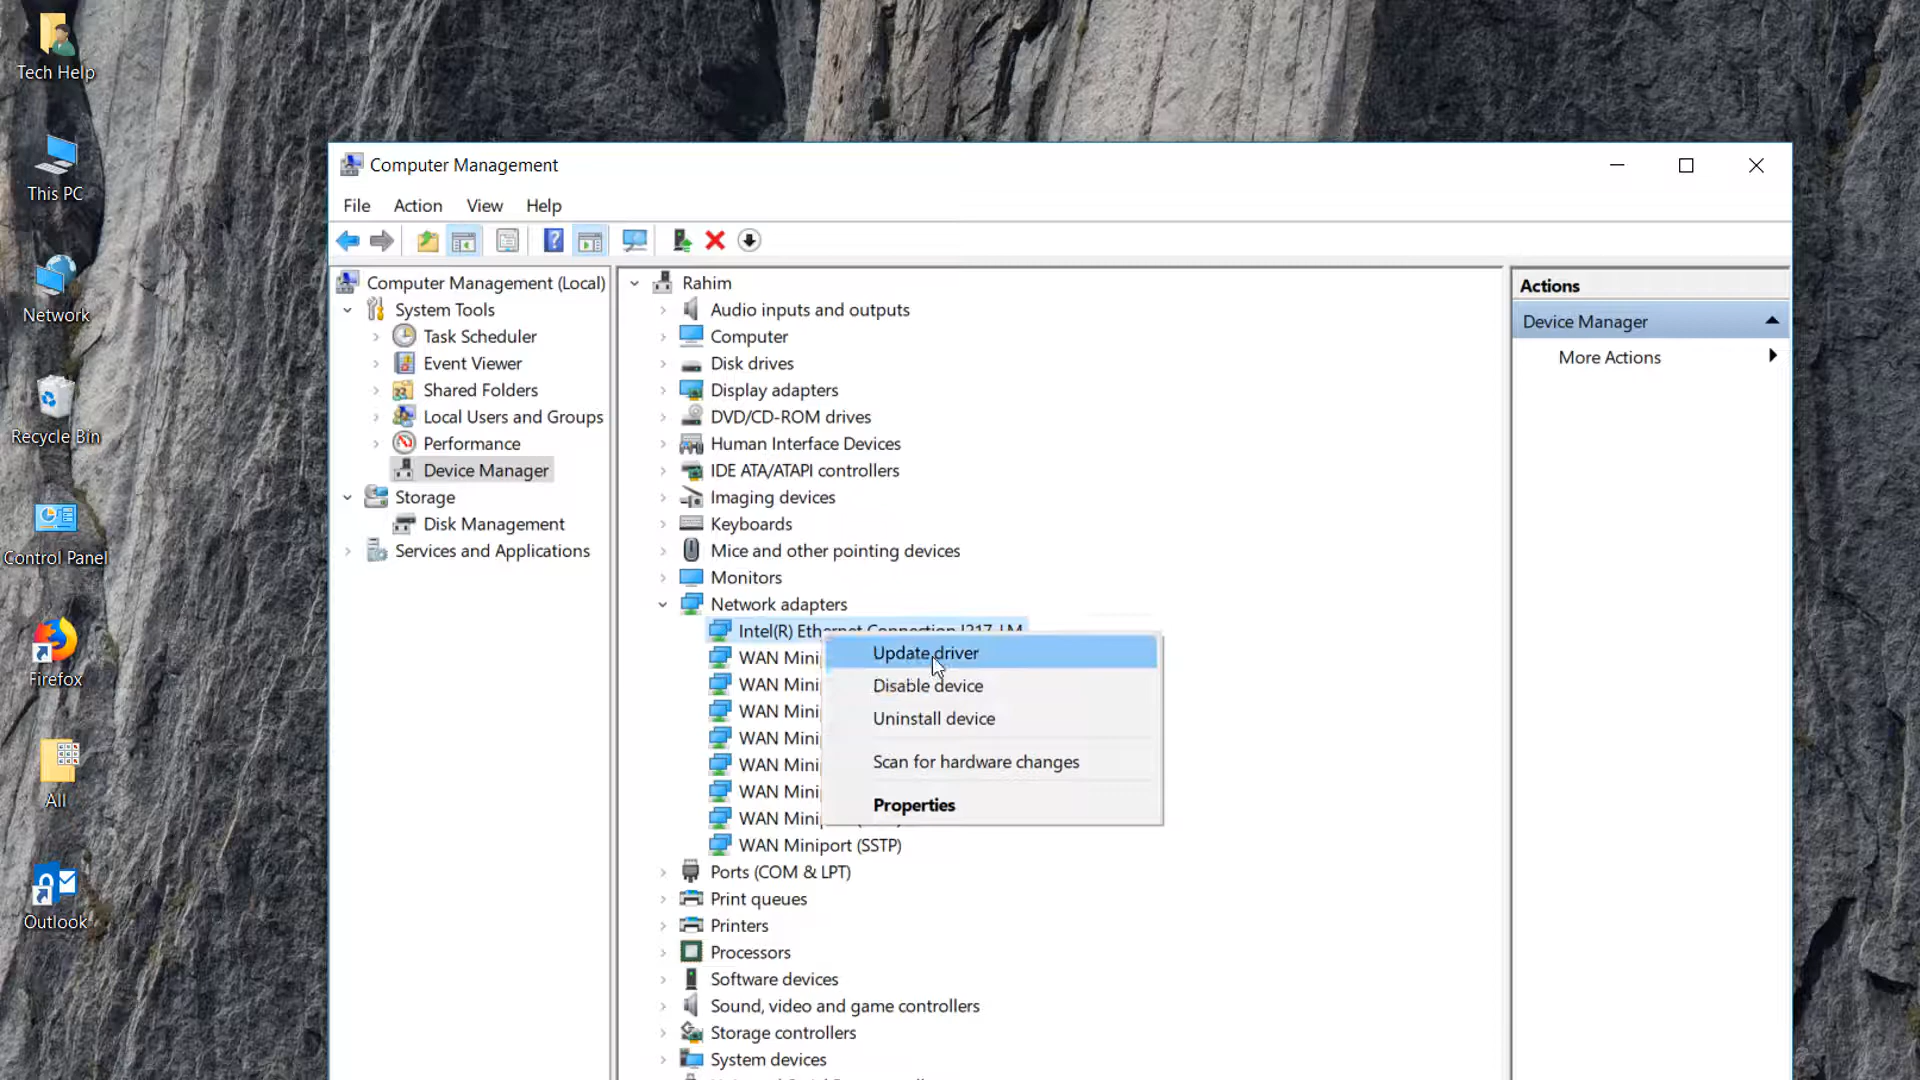 Tech Help
This PC
Network
Recycle Bin
Control Panel
Firefox
All
Outlook
Computer Management
File Action View Help
Computer Management (Local)
System Tools
Task Scheduler
Event Viewer
Shared Folders
Local Users and Groups
Performance
Device Manager
Storage
Disk Management
Services and Applications
Rahim
Audio inputs and outputs
Computer
Disk drives
Display adapters
DVD/CD-ROM drives
Human Interface Devices
IDE ATA/ATAPI controllers
Imaging devices
Keyboards
Mice and other pointing devices
Monitors
Network adapters
Intel(R) Ethernet Connection I217-LM
WAN Mini
WAN Mini
WAN Mini
WAN Mini
WAN Mini
WAN Mini
WAN Minip
WAN Miniport (SSTP)
Ports (COM & LPT)
Print queues
Printers
Processors
Software devices
Sound, video and game controllers
Storage controllers
System devices
Update driver
Disable device
Uninstall device
Scan for hardware changes
Properties
Actions
Device Manager
More Actions